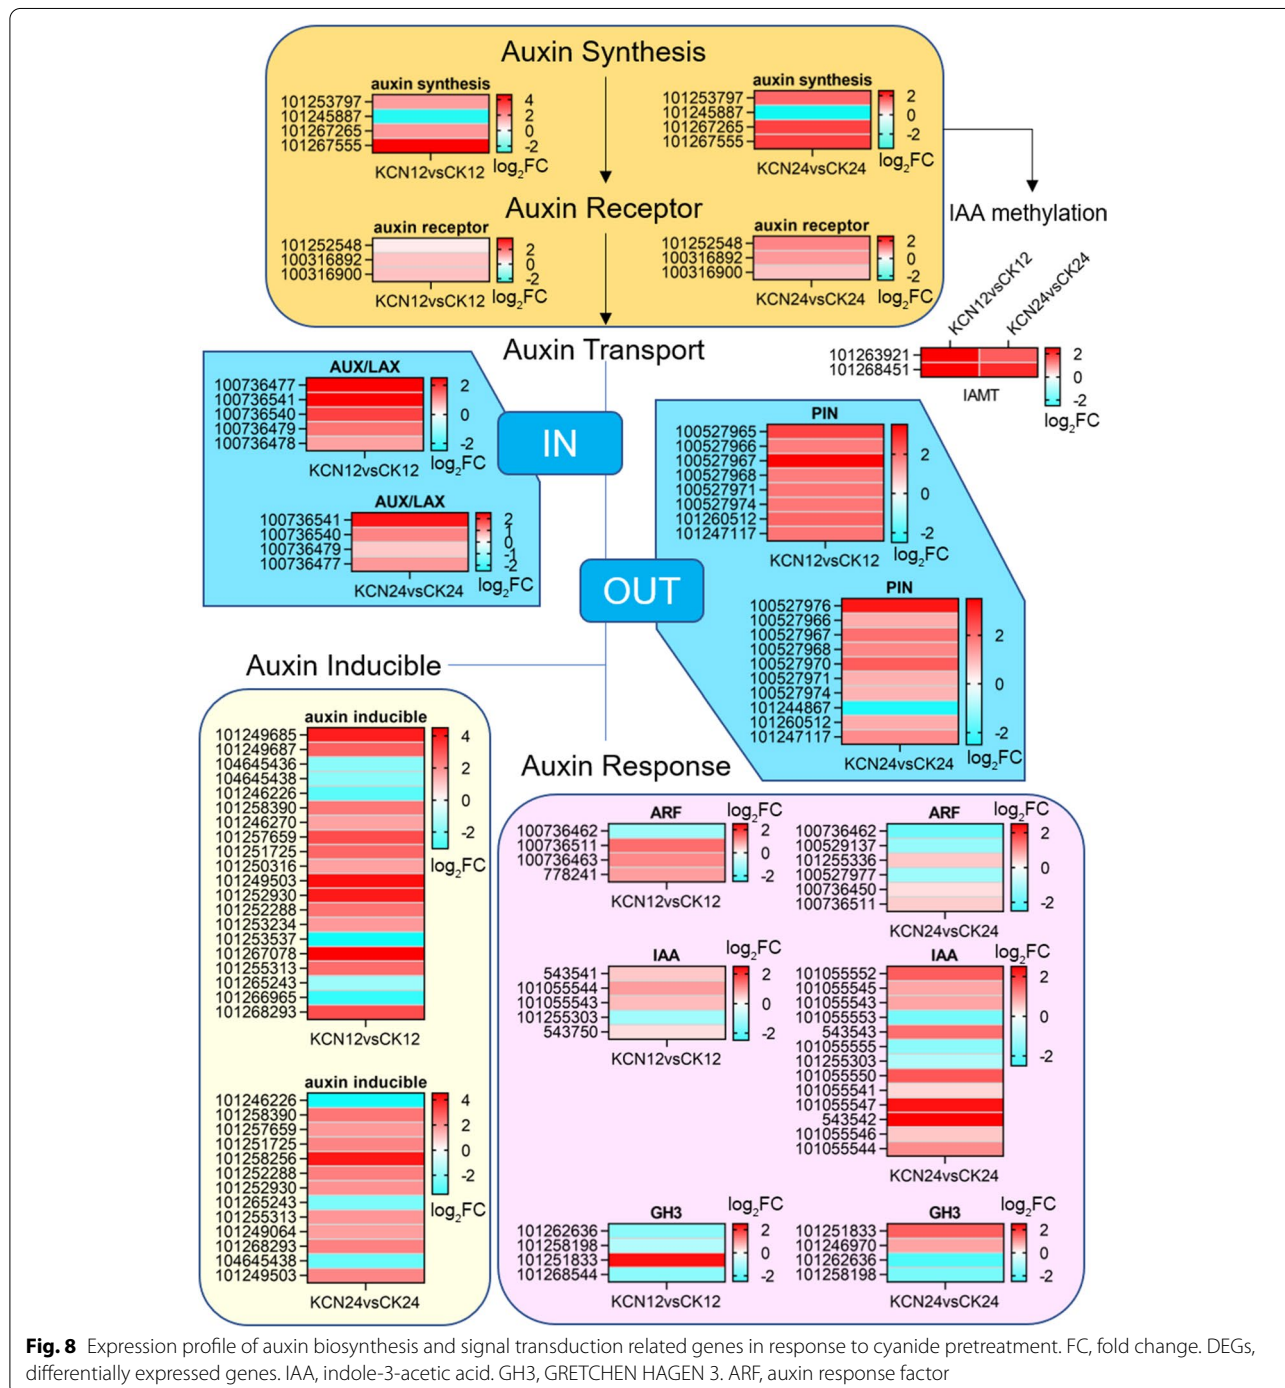 Auxin Synthesis
auxin synthesis
101253797
101245887
101267265
101267555
4
2
0
-2
log2FC
KCN12vsCK12
auxin synthesis
101253797
101245887
101267265
101267555
2
0
-2
log2FC
KCN24vsCK24
Auxin Receptor
auxin receptor
101252548
100316892
100316900
2
0
-2
log2FC
KCN12vsCK12
auxin receptor
101252548
100316892
100316900
2
0
-2
log2FC
KCN24vsCK24
IAA methylation
KCN12vsCK12
KCN24vsCK24
101263921
101268451
2
0
-2
log2FC
IAMT
Auxin Transport
AUX/LAX
100736477
100736541
100736540
100736479
100736478
2
0
-2
log2FC
KCN12vsCK12
IN
AUX/LAX
100736541
100736540
100736479
100736477
2
1
0
-1
-2
log2FC
KCN24vsCK24
PIN
100527965
100527966
100527967
100527968
100527971
100527974
101260512
101247117
2
0
-2
log2FC
KCN12vsCK12
OUT
PIN
100527976
100527966
100527967
100527968
100527970
100527971
100527974
101244867
101260512
101247117
2
0
-2
log2FC
KCN24vsCK24
Auxin Inducible
auxin inducible
101249685
101249687
104645436
104645438
101246226
101258390
101246270
101257659
101251725
101250316
101249503
101252930
101252288
101253234
101253537
101267078
101255313
101265243
101266965
101268293
4
2
0
-2
log2FC
KCN12vsCK12
auxin inducible
101246226
101258390
101257659
101251725
101258256
101252288
101252930
101265243
101255313
101249064
101268293
104645438
101249503
4
2
0
-2
log2FC
KCN24vsCK24
Auxin Response
ARF
log2FC
100736462
100736511
100736463
778241
2
0
-2
KCN12vsCK12
ARF
log2FC
100736462
100529137
101255336
100527977
100736450
100736511
2
0
-2
KCN24vsCK24
IAA
log2FC
543541
101055544
101055543
101255303
543750
2
0
-2
KCN12vsCK12
IAA
log2FC
101055552
101055545
101055543
101055553
543543
101055555
101255303
101055550
101055541
101055547
543542
101055546
101055544
2
0
-2
KCN24vsCK24
GH3
log2FC
101262636
101258198
101251833
101268544
2
0
-2
KCN12vsCK12
GH3
log2FC
101251833
101246970
101262636
101258198
2
0
-2
KCN24vsCK24
Fig. 8 Expression profile of auxin biosynthesis and signal transduction related genes in response to cyanide pretreatment. FC, fold change. DEGs,
differentially expressed genes. IAA, indole-3-acetic acid. GH3, GRETCHEN HAGEN 3. ARF, auxin response factor